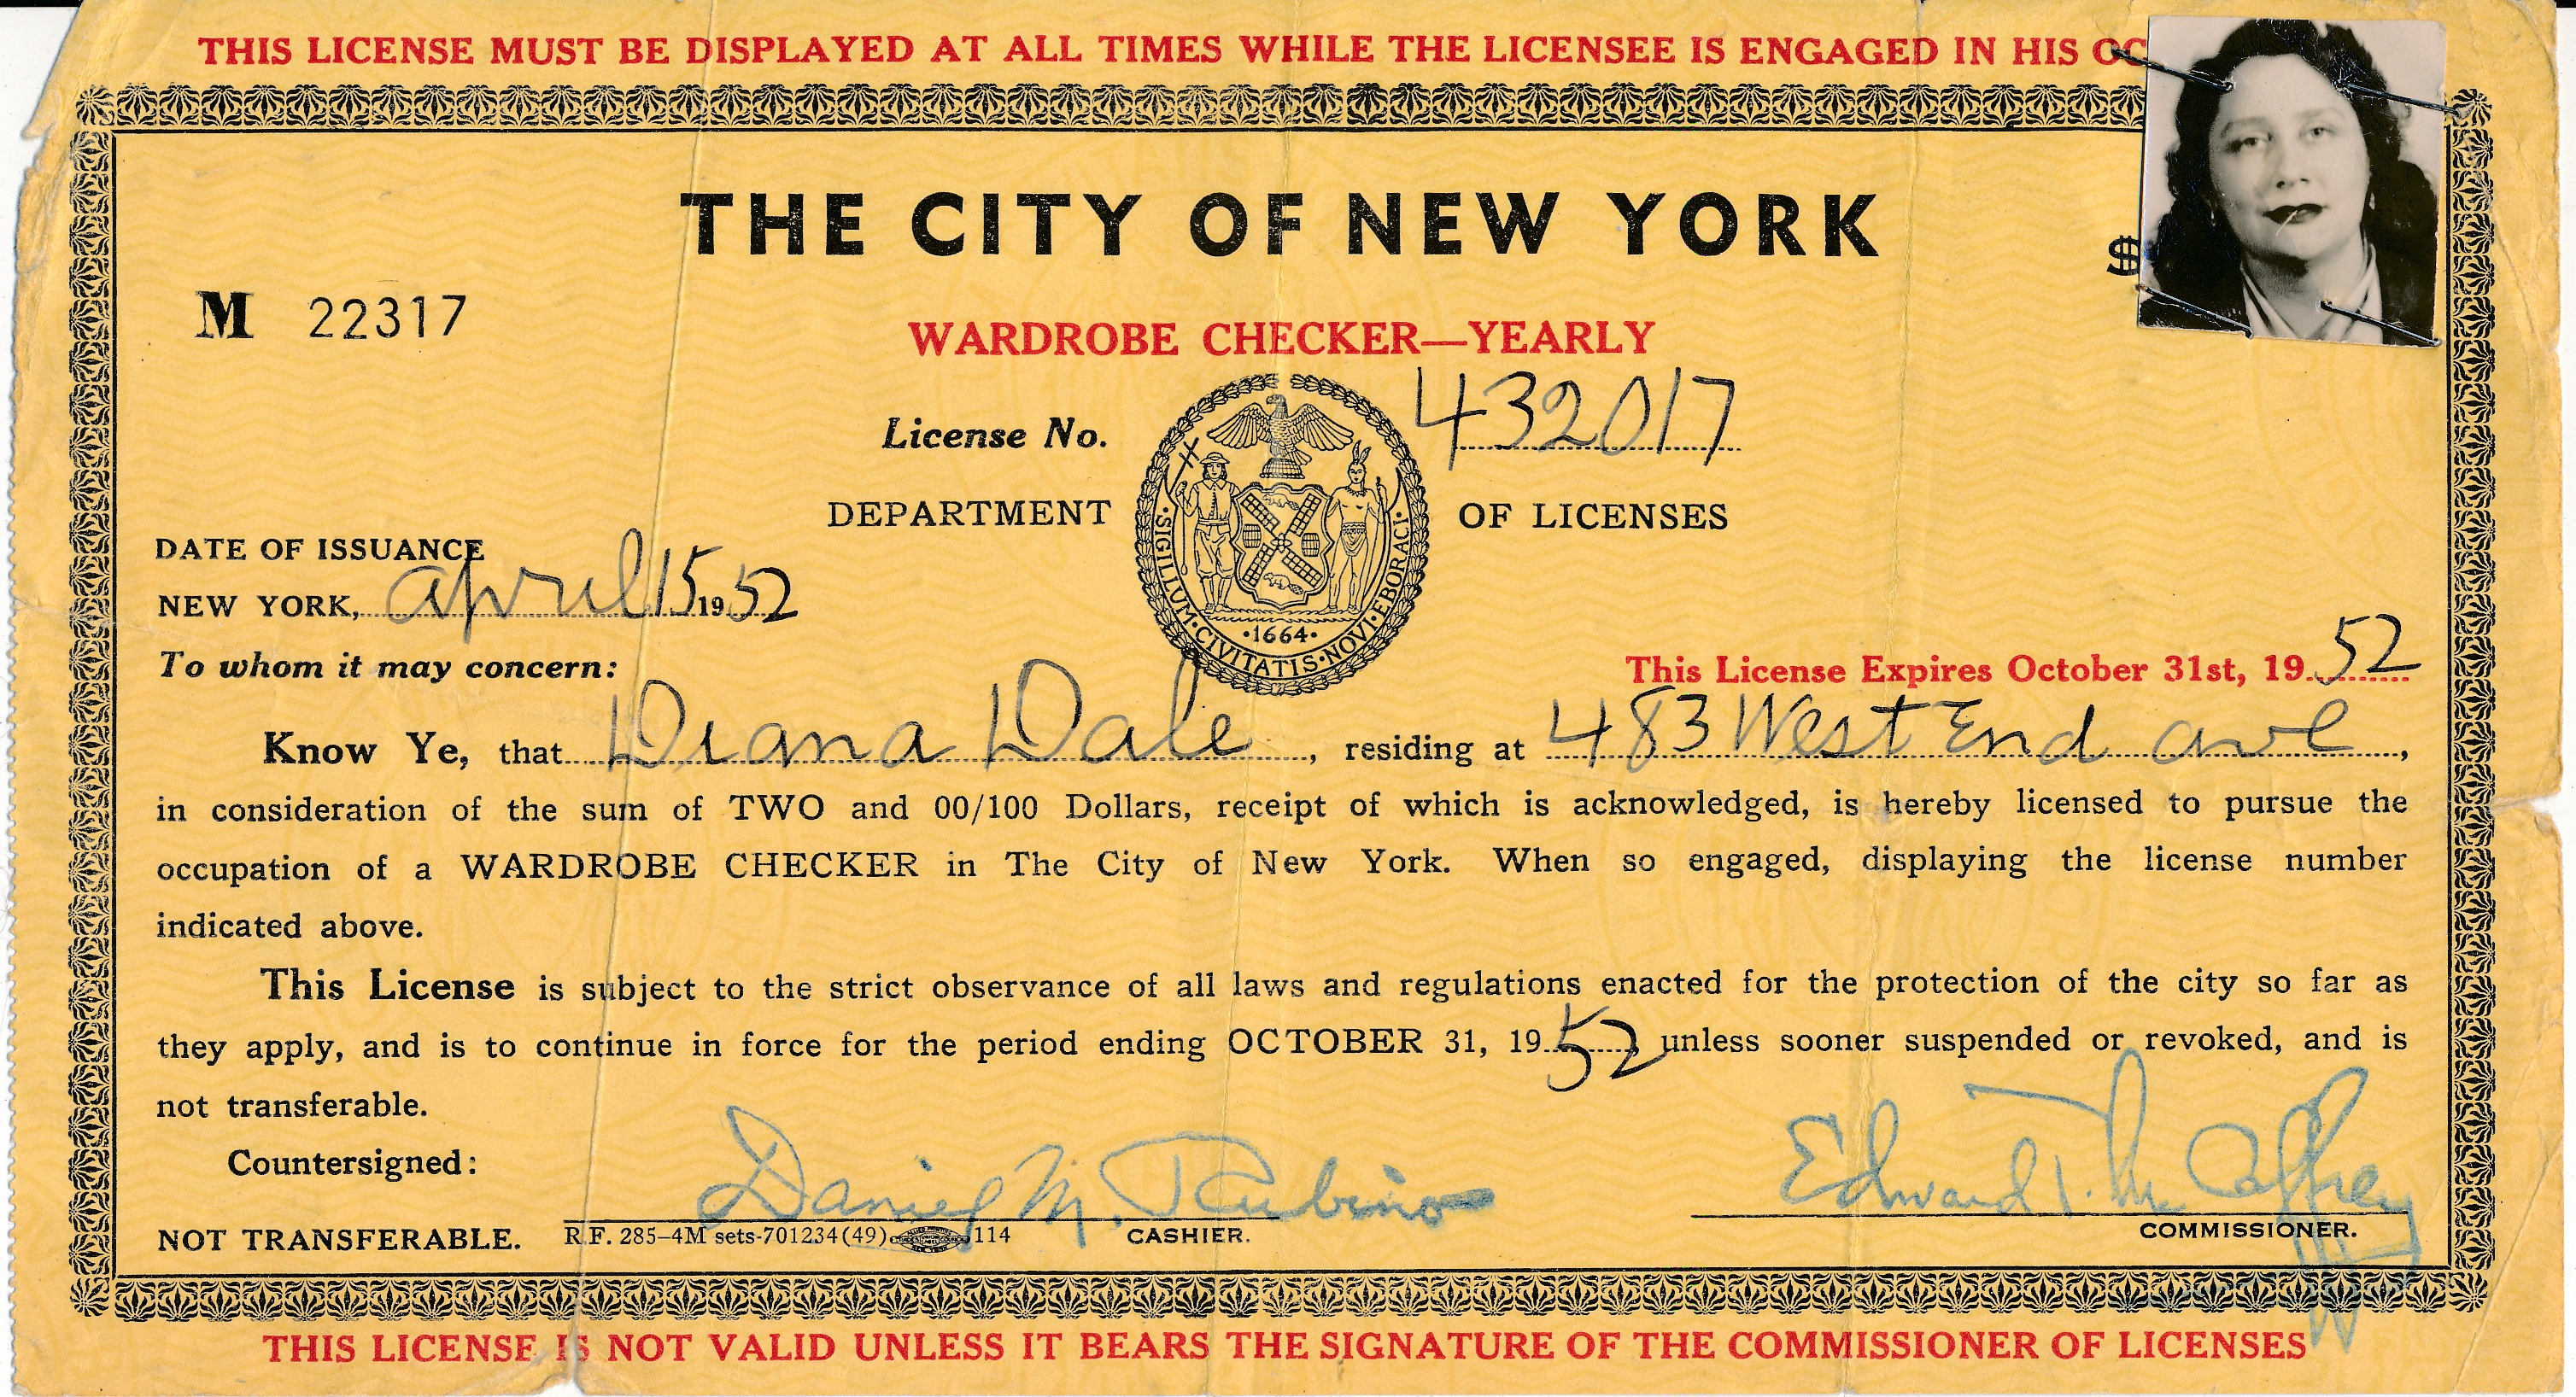 THIS LICENSE MUST BE DISPLAYED AT ALL TIMES WHILE THE LICENSEE IS ENGAGED IN HIS OC
THE CITY OF NEW YORK
$
M 22317
WARDROBE CHECKER—YEARLY
License No. 432017
DEPARTMENT OF LICENSES
SIGILLUM·CIVITATIS·NOVI·EBORACI
·1664·
DATE OF ISSUANCE
NEW YORK, april 15 1952
To whom it may concern:
This License Expires October 31st, 19 52
Know Ye, that Diana Dale, residing at 483 West End ave,
in consideration of the sum of TWO and 00/100 Dollars, receipt of which is acknowledged, is hereby licensed to pursue the
occupation of a WARDROBE CHECKER in The City of New York. When so engaged, displaying the license number
indicated above.
This License is subject to the strict observance of all laws and regulations enacted for the protection of the city so far as
they apply, and is to continue in force for the period ending OCTOBER 31, 19 52, unless sooner suspended or revoked, and is
not transferable.
Countersigned:
Daniel M. Rubino
Edward T. McCaffrey
NOT TRANSFERABLE. R.F. 285-4M sets-701234(49) 114 CASHIER. COMMISSIONER.
THIS LICENSE IS NOT VALID UNLESS IT BEARS THE SIGNATURE OF THE COMMISSIONER OF LICENSES